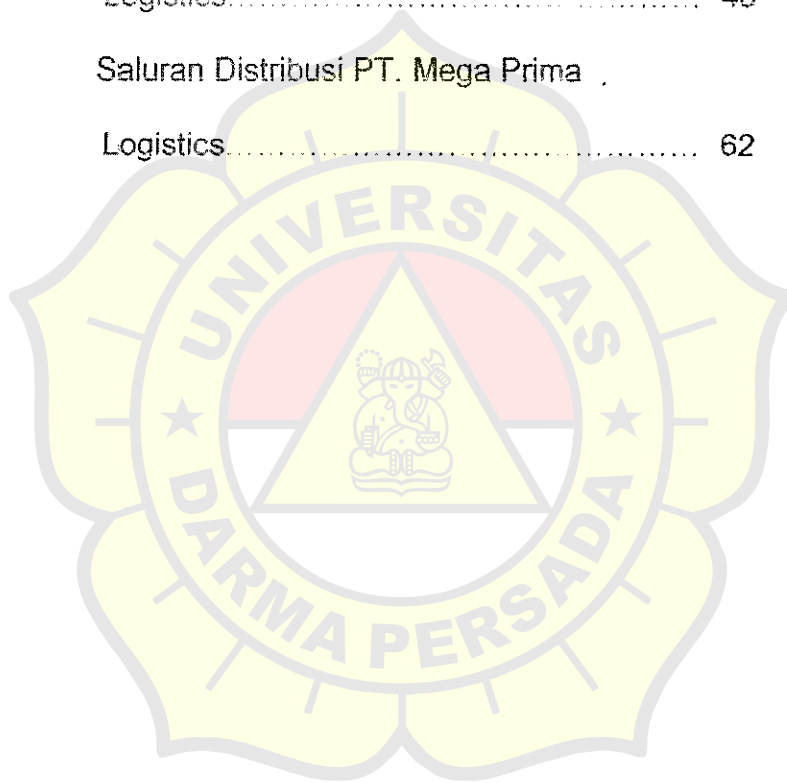 Saluran Distribusi PT. Mega Prima
Logistics........................................................ 62
UNIVERSITAS
DARMA PERSADA